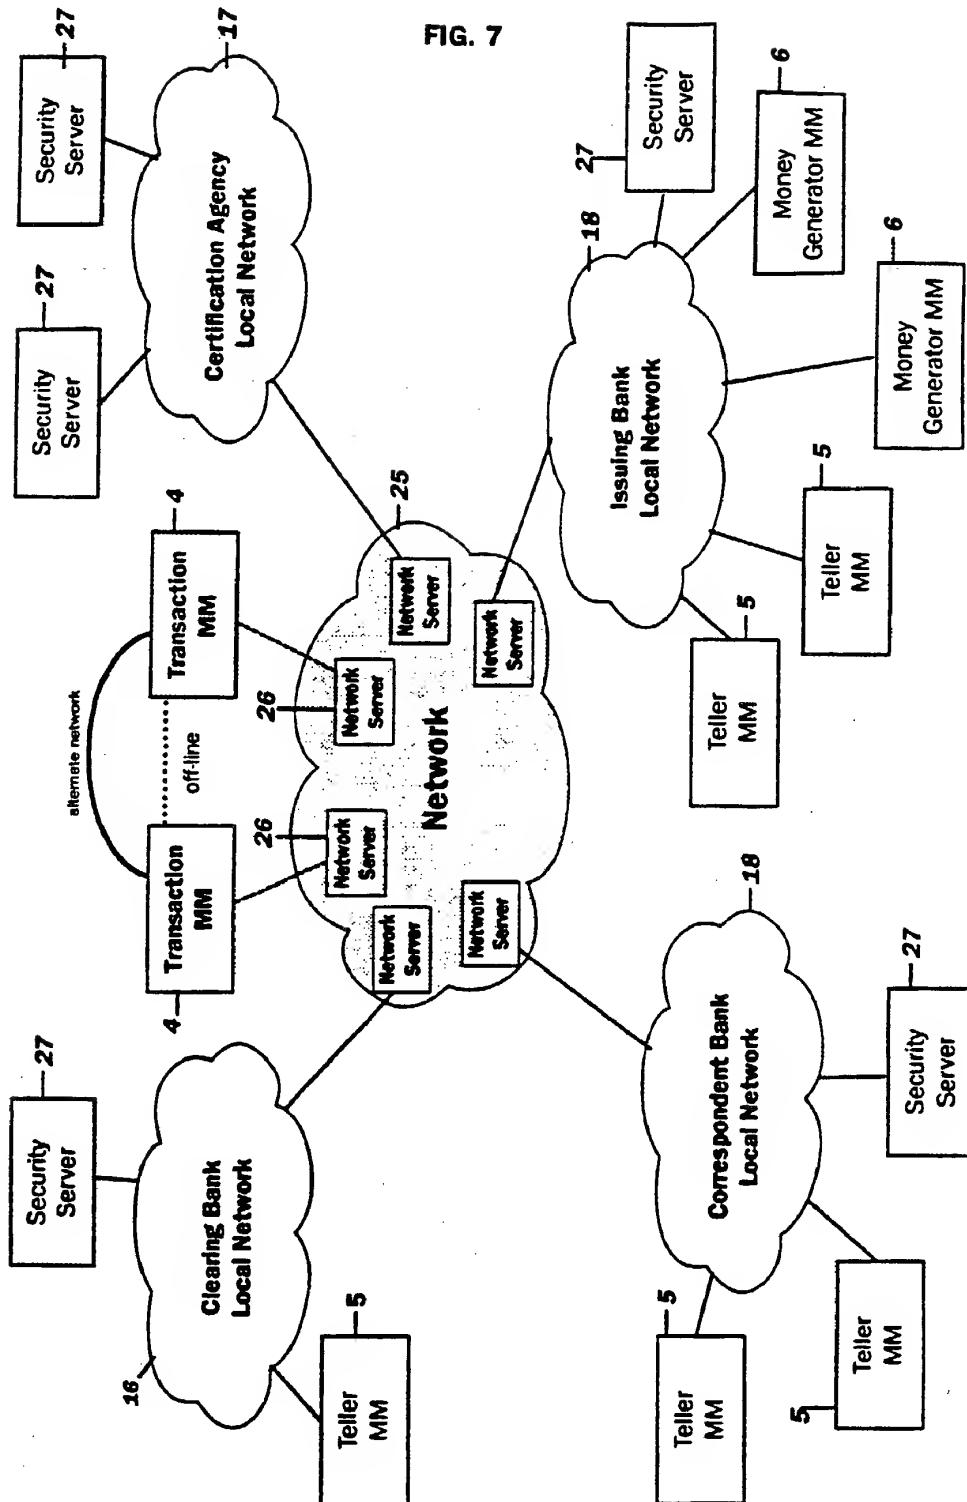 FIG. 7
27
Security
Server
16
Clearing Bank
Local Network
5
Teller
MM
alternate network
4
Transaction
MM
off-line
Transaction
MM
4
27
Security
Server
27
Security
Server
17
Certification Agency
Local Network
26
26
25
Network
Server
Network
Server
Network
Server
Network
Server
Network
Network
Server
Network
Server
5
Teller
MM
5
Teller
MM
18
Correspondent Bank
Local Network
27
Security
Server
18
Issuing Bank
Local Network
27
Security
Server
5
Teller
MM
5
Teller
MM
6
Money
Generator MM
6
Money
Generator MM